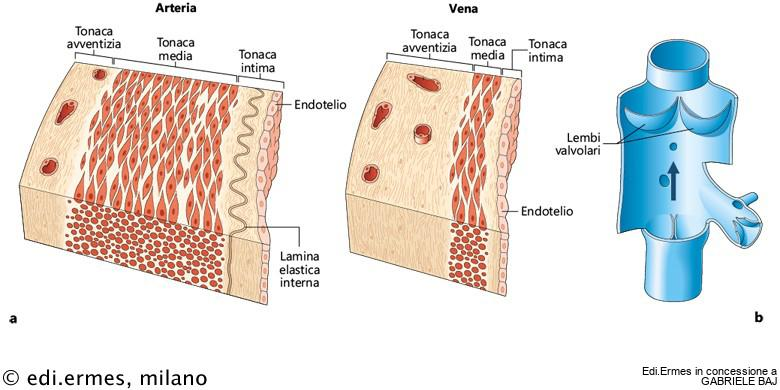 Arteria
Tonaca
avventizia
Tonaca
media
Tonaca
intima
Endotelio
Lamina
elastica
interna
a
Vena
Tonaca
avventizia
Tonaca
media
Tonaca
intima
Endotelio
Lembi
valvolari
b
© edi.ermes, milano
Edi.Ermes in concessione a
GABRIELE BAJ